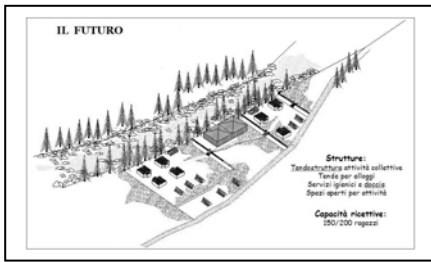 IL FUTURO
Strutture:
Tendostruttura attività collettive
Tende per alloggi
Servizi igienici e doccia
Spazi aperti per attività
Capacità ricettive:
150/200 ragazzi